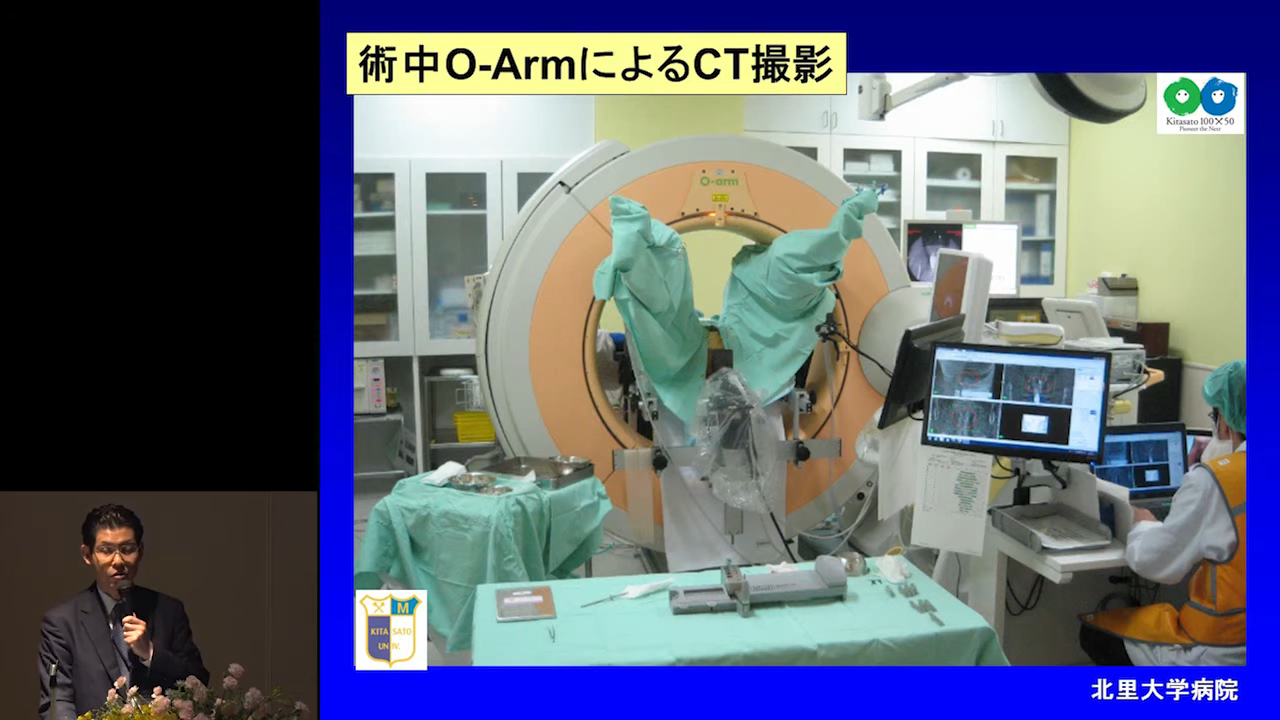 術中O-ArmによるCT撮影
Kitasato 100×50
Pioneer the Next
O-arm
M
KITA SATO
UNIV.
北里大学病院